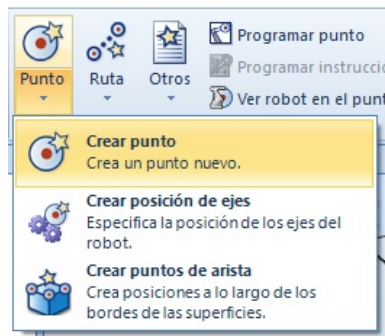 Punto
Ruta
Otros
Programar punto
Programar
Ver robot en el
Crear punto
Crea un punto nuevo.
Crear posición de ejes
Especifica la posición de los ejes del
robot.
Crear puntos de arista
Crea posiciones a lo largo de los
bordes de las superficies.